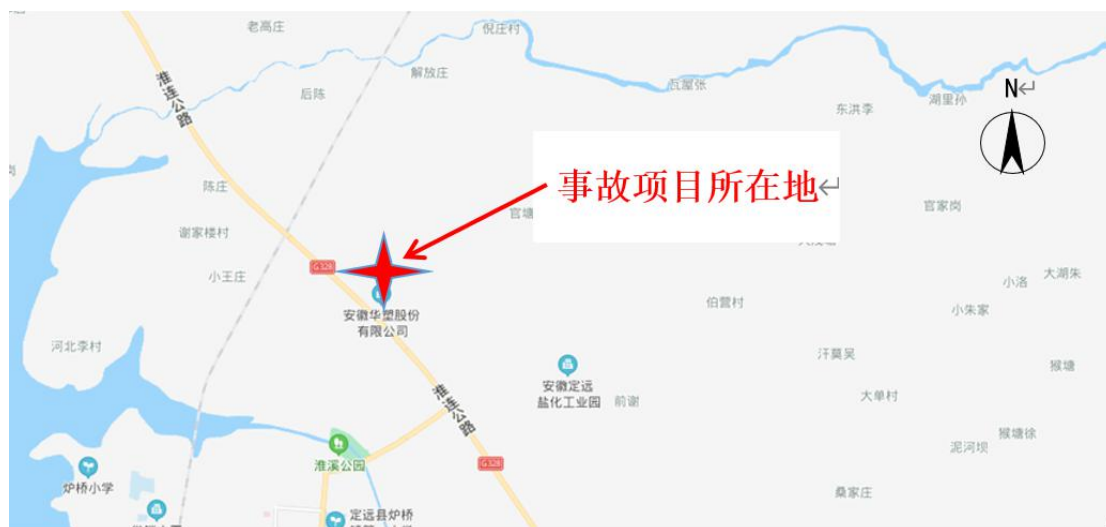 老高庄
倪庄村
淮连公路
解放庄
后陈
瓦屋张
东洪李
湖里孙
N↵
陈庄
事故项目所在地↵
官塘
官家岗
谢家楼村
小王庄
G328
安徽华塑股份
有限公司
伯营村
小洛
大湖朱
小朱家
河北李村
汗莫吴
猴塘
安徽定远
盐化工业园
前谢
大单村
淮连公路
淮溪公园
G328
猴塘徐
泥河坝
炉桥小学
桑家庄
定远县炉桥